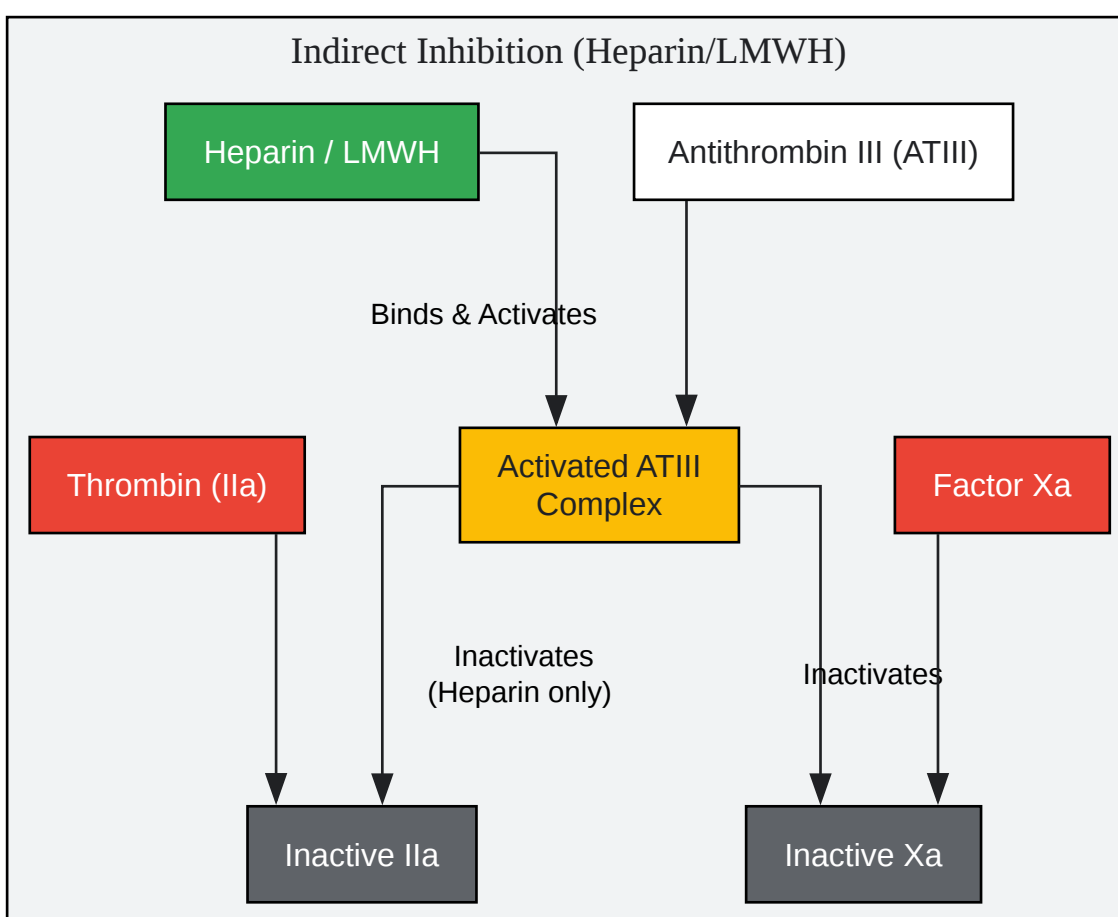 Indirect Inhibition (Heparin/LMWH)
Heparin / LMWH
Antithrombin III (ATIII)
Binds & Activates
Thrombin (IIa)
Activated ATIII
Complex
Factor Xa
Inactivates
(Heparin only)
Inactivates
Inactive IIa
Inactive Xa